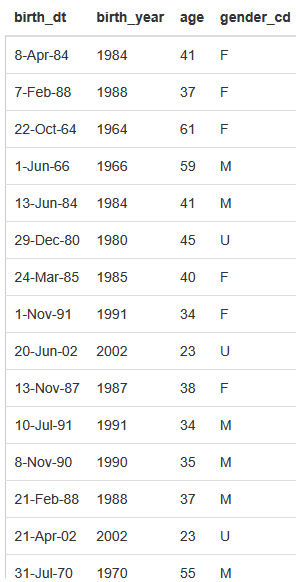 birth_dt birth_year age gender_cd
8-Apr-84 1984 41 F
7-Feb-88 1988 37 F
22-Oct-64 1964 61 F
1-Jun-66 1966 59 M
13-Jun-84 1984 41 M
29-Dec-80 1980 45 U
24-Mar-85 1985 40 F
1-Nov-91 1991 34 F
20-Jun-02 2002 23 U
13-Nov-87 1987 38 F
10-Jul-91 1991 34 M
8-Nov-90 1990 35 M
21-Feb-88 1988 37 M
21-Apr-02 2002 23 U
31-Jul-70 1970 55 M